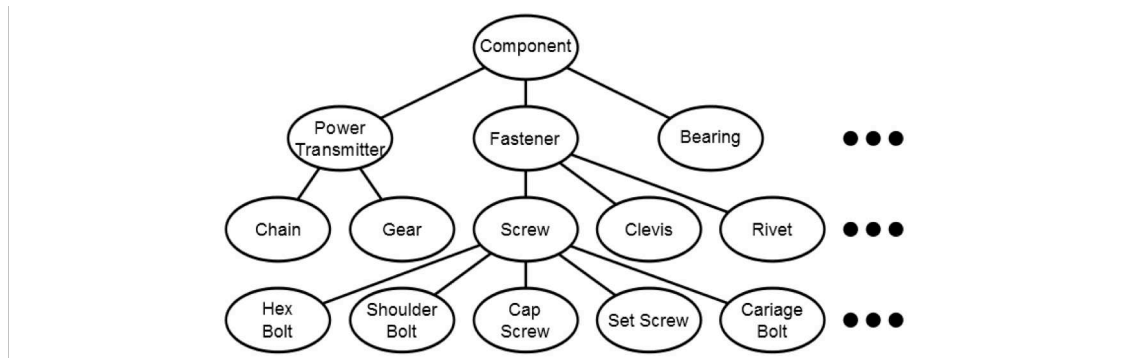 Component
Power
Transmitter
Fastener
Bearing
Chain
Gear
Screw
Clevis
Rivet
Hex
Bolt
Shoulder
Bolt
Cap
Screw
Set Screw
Cariage
Bolt